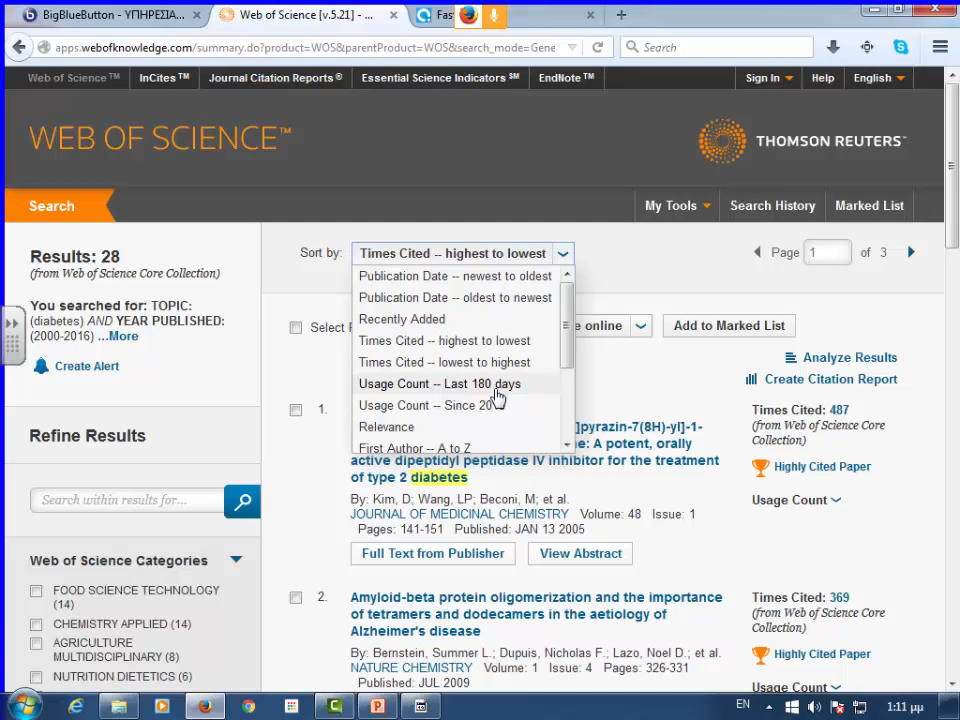 BigBlueButton - ΥΠΗΡΕΣΙΑ...
Web of Science [v.5.21] - ...
Fas
apps.webofknowledge.com/summary.do?product=WOS&parentProduct=WOS&search_mode=Gene
Search
Web of Science™
InCites™
Journal Citation Reports®
Essential Science Indicators℠
EndNote™
Sign In
Help
English
WEB OF SCIENCE™
THOMSON REUTERS™
Search
My Tools
Search History
Marked List
Results: 28
(from Web of Science Core Collection)
You searched for: TOPIC:
(diabetes) AND YEAR PUBLISHED:
(2000-2016) ...More
Create Alert
Refine Results
Search within results for...
Web of Science Categories
FOOD SCIENCE TECHNOLOGY
(14)
CHEMISTRY APPLIED (14)
AGRICULTURE
MULTIDISCIPLINARY (8)
NUTRITION DIETETICS (6)
Sort by:
Times Cited -- highest to lowest
Page 1 of 3
Publication Date -- newest to oldest
Publication Date -- oldest to newest
Recently Added
Times Cited -- highest to lowest
Times Cited -- lowest to highest
Usage Count -- Last 180 days
Usage Count -- Since 20
Relevance
First Author -- A to Z
Select
e online
Add to Marked List
Analyze Results
Create Citation Report
1.
]pyrazin-7(8H)-yl]-1-
ne: A potent, orally
active dipeptidyl peptidase IV inhibitor for the treatment
of type 2 diabetes
By: Kim, D; Wang, LP; Beconi, M; et al.
JOURNAL OF MEDICINAL CHEMISTRY Volume: 48 Issue: 1
Pages: 141-151 Published: JAN 13 2005
Full Text from Publisher
View Abstract
Times Cited: 487
(from Web of Science Core
Collection)
Highly Cited Paper
Usage Count
2.
Amyloid-beta protein oligomerization and the importance
of tetramers and dodecamers in the aetiology of
Alzheimer's disease
By: Bernstein, Summer L.; Dupuis, Nicholas F.; Lazo, Noel D.; et al.
NATURE CHEMISTRY Volume: 1 Issue: 4 Pages: 326-331
Published: JUL 2009
Times Cited: 369
(from Web of Science Core
Collection)
Highly Cited Paper
Usage Count
EN
1:11 μμ